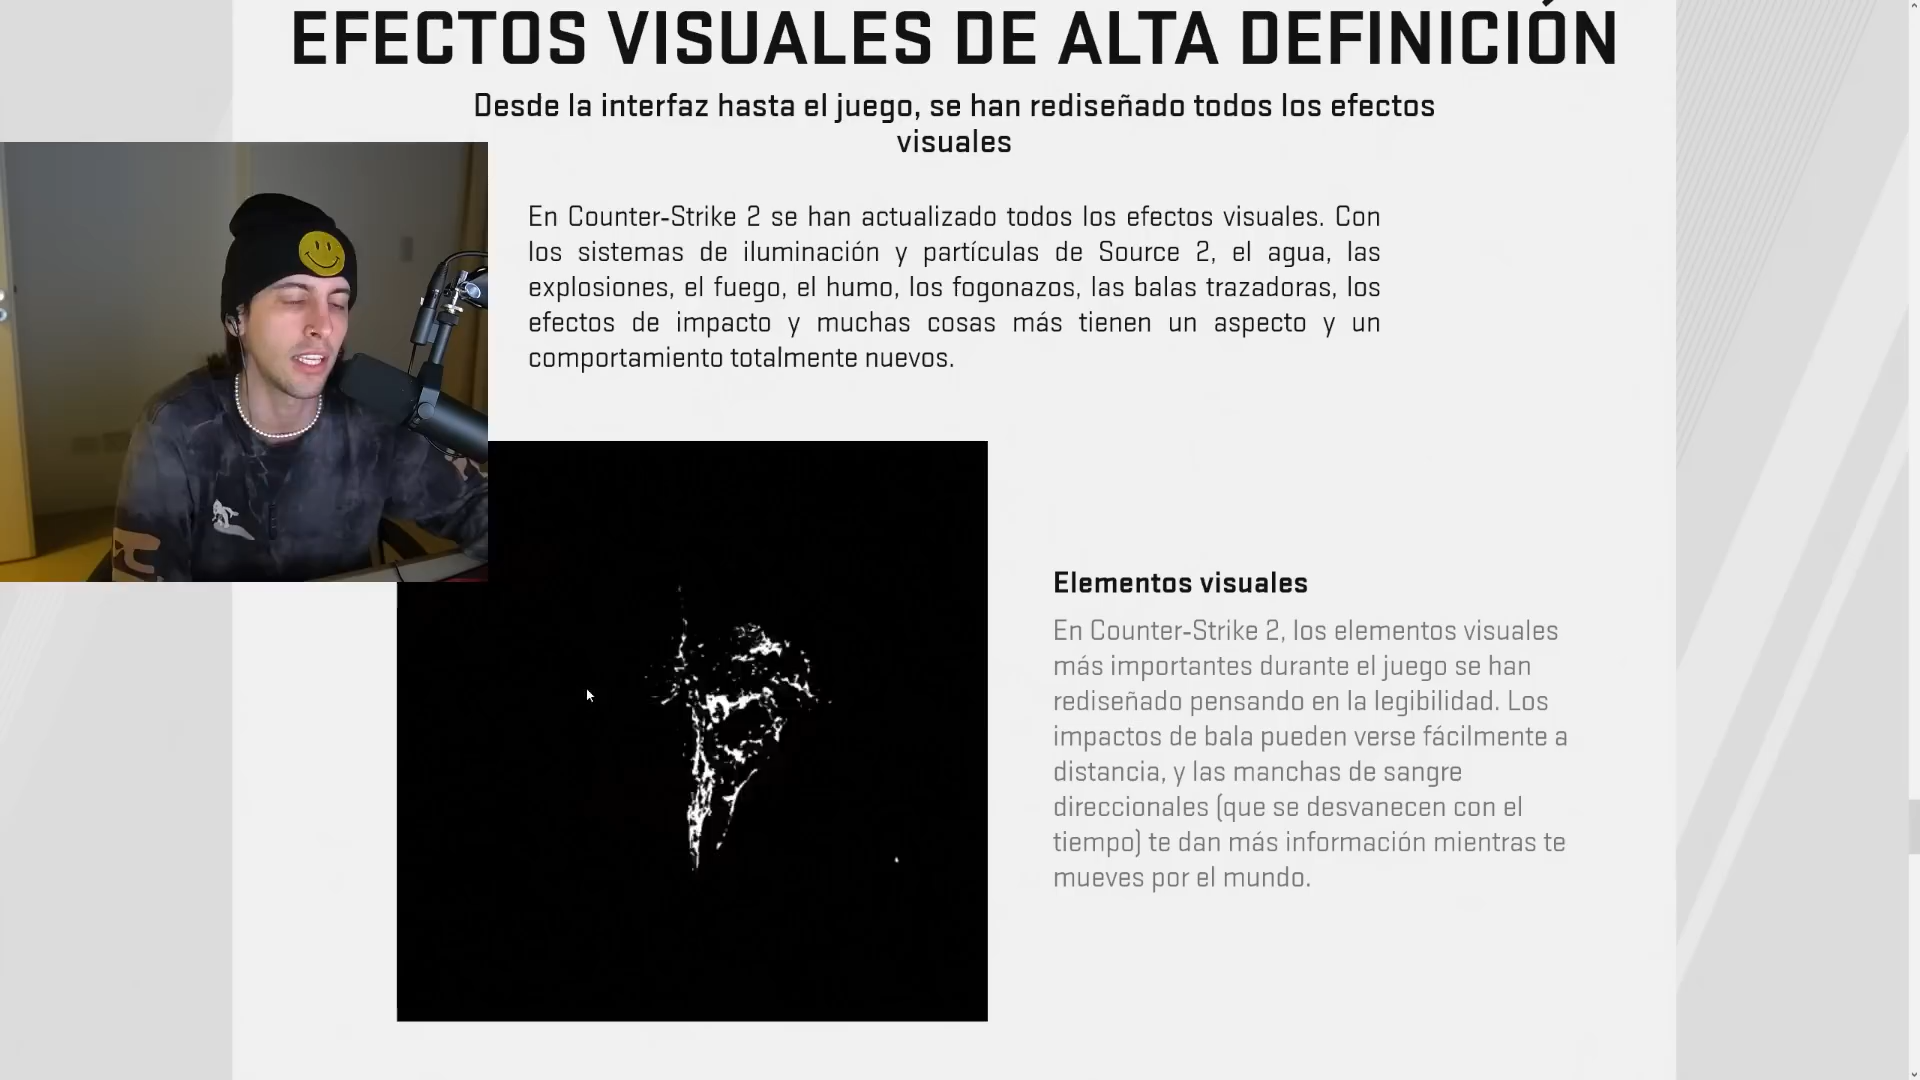 EFECTOS VISUALES DE ALTA DEFINICIÓN
Desde la interfaz hasta el juego, se han rediseñado todos los efectos
visuales
En Counter-Strike 2 se han actualizado todos los efectos visuales. Con
los sistemas de iluminación y partículas de Source 2, el agua, las
explosiones, el fuego, el humo, los fogonazos, las balas trazadoras, los
efectos de impacto y muchas cosas más tienen un aspecto y un
comportamiento totalmente nuevos.
Elementos visuales
En Counter-Strike 2, los elementos visuales
más importantes durante el juego se han
rediseñado pensando en la legibilidad. Los
impactos de bala pueden verse fácilmente a
distancia, y las manchas de sangre
direccionales (que se desvanecen con el
tiempo) te dan más información mientras te
mueves por el mundo.